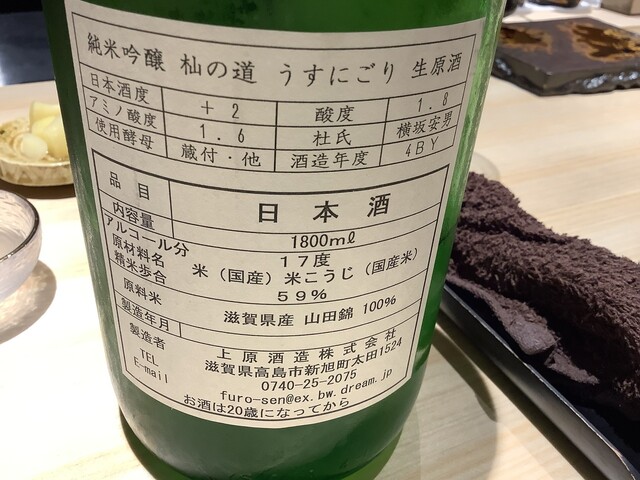 純米吟醸 杣の道 うすにごり 生原酒
日本酒度 +2 酸度 1.8
アミノ酸度 1.6 杜氏 横坂安男
使用酵母 蔵付・他 酒造年度 4BY
品目 日本酒
内容量 1800mℓ
アルコール分 17度
原材料名 米(国産)米こうじ(国産米)
精米歩合 59%
原料米 滋賀県産 山田錦 100%
製造年月
製造者 上原酒造株式会社
滋賀県高島市新旭町太田1524
TEL 0740-25-2075
E-mail furo-sen@ex.bw.dream.jp
お酒は20歳になってから